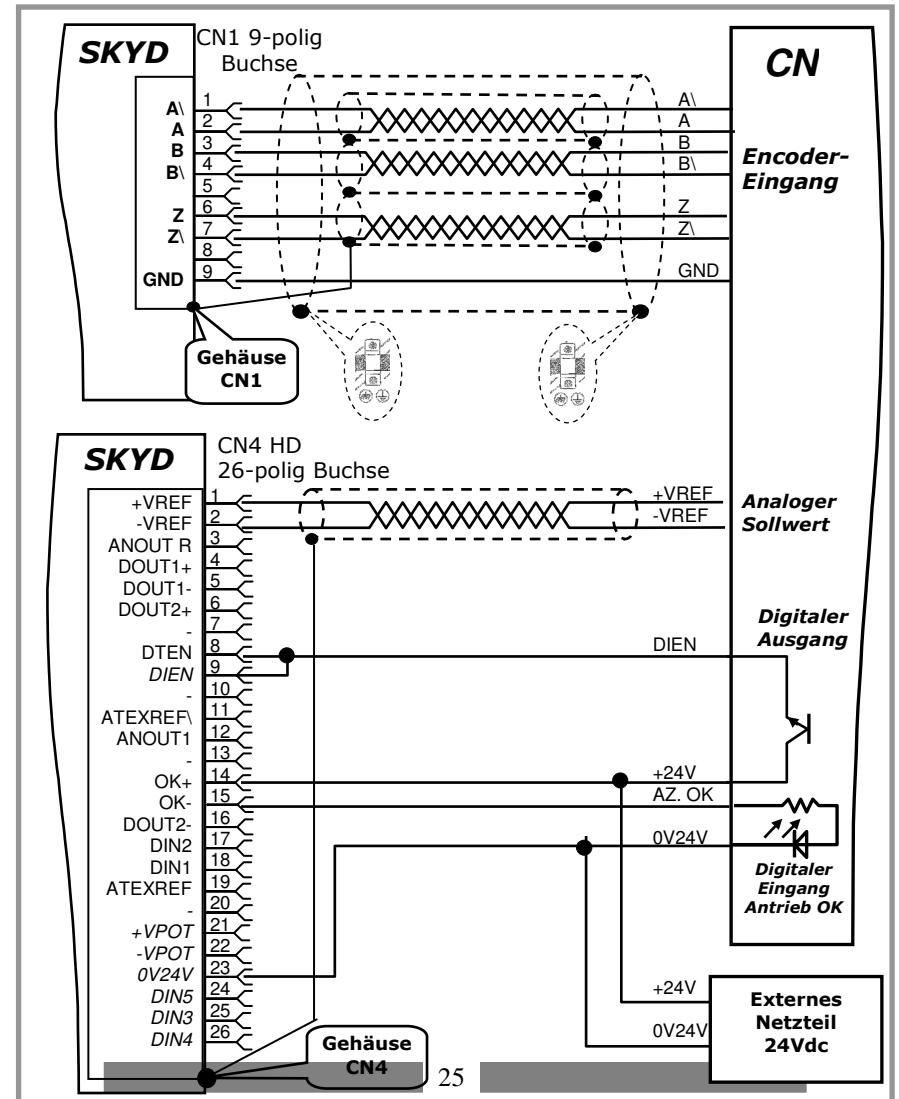 SKYD
CN1 9-polig
Buchse
CN
A\ 1 A\
A 2 A
B 3 B
B\ 4 B\
5
Z 6 Z
Z\ 7 Z\
8
GND 9 GND
Encoder-
Eingang
Gehäuse
CN1
SKYD
CN4 HD
26-polig Buchse
+VREF 1 +VREF
-VREF 2 -VREF
Analoger
Sollwert
ANOUT R 3
DOUT1+ 4
DOUT1- 5
DOUT2+ 6
- 7
Digitaler
Ausgang
DTEN 8 DIEN
DIEN 9
- 10
ATEXREF\ 11
ANOUT1 12
- 13
OK+ 14 +24V
OK- 15 AZ. OK
DOUT2- 16
DIN2 17 0V24V
DIN1 18
ATEXREF 19
- 20
Digitaler
Eingang
Antrieb OK
+VPOT 21
-VPOT 22
0V24V 23
DIN5 24
DIN3 25
DIN4 26
+24V
0V24V
Externes
Netzteil
24Vdc
Gehäuse
CN4
25